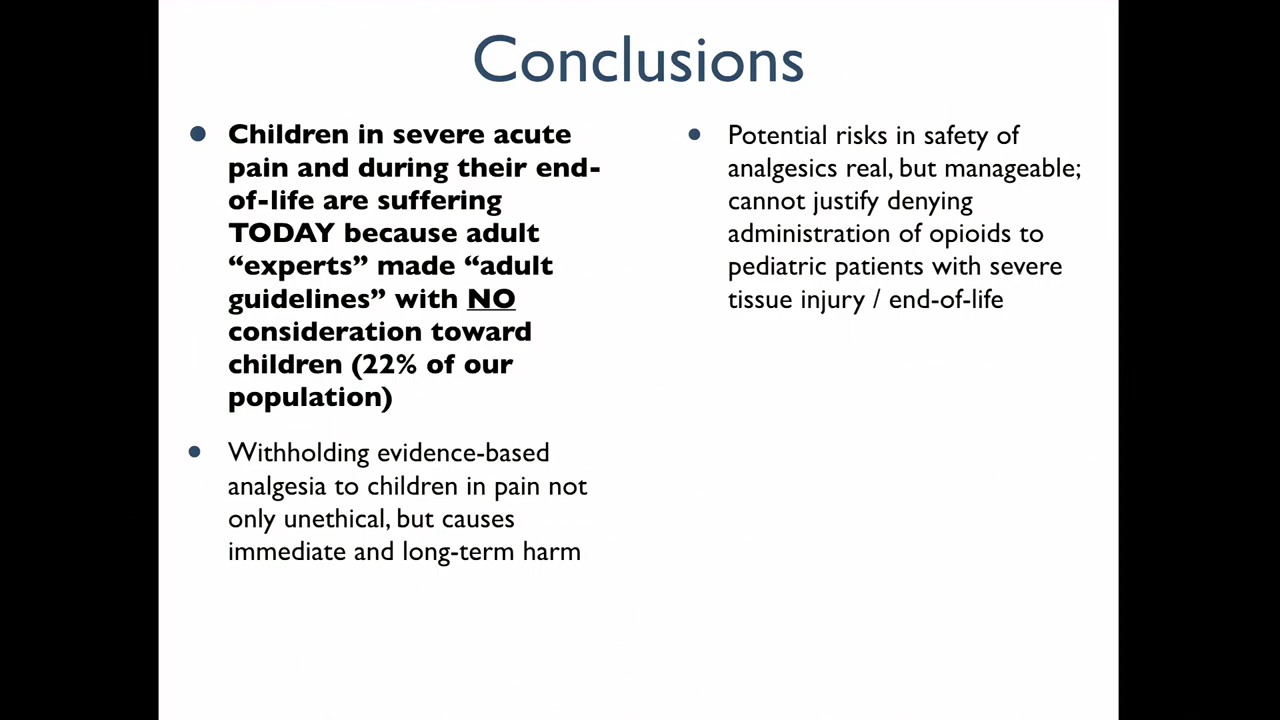 Conclusions
• Children in severe acute
pain and during their end-
of-life are suffering
TODAY because adult
“experts” made “adult
guidelines” with NO
consideration toward
children (22% of our
population)
• Withholding evidence-based
analgesia to children in pain not
only unethical, but causes
immediate and long-term harm
• Potential risks in safety of
analgesics real, but manageable;
cannot justify denying
administration of opioids to
pediatric patients with severe
tissue injury / end-of-life